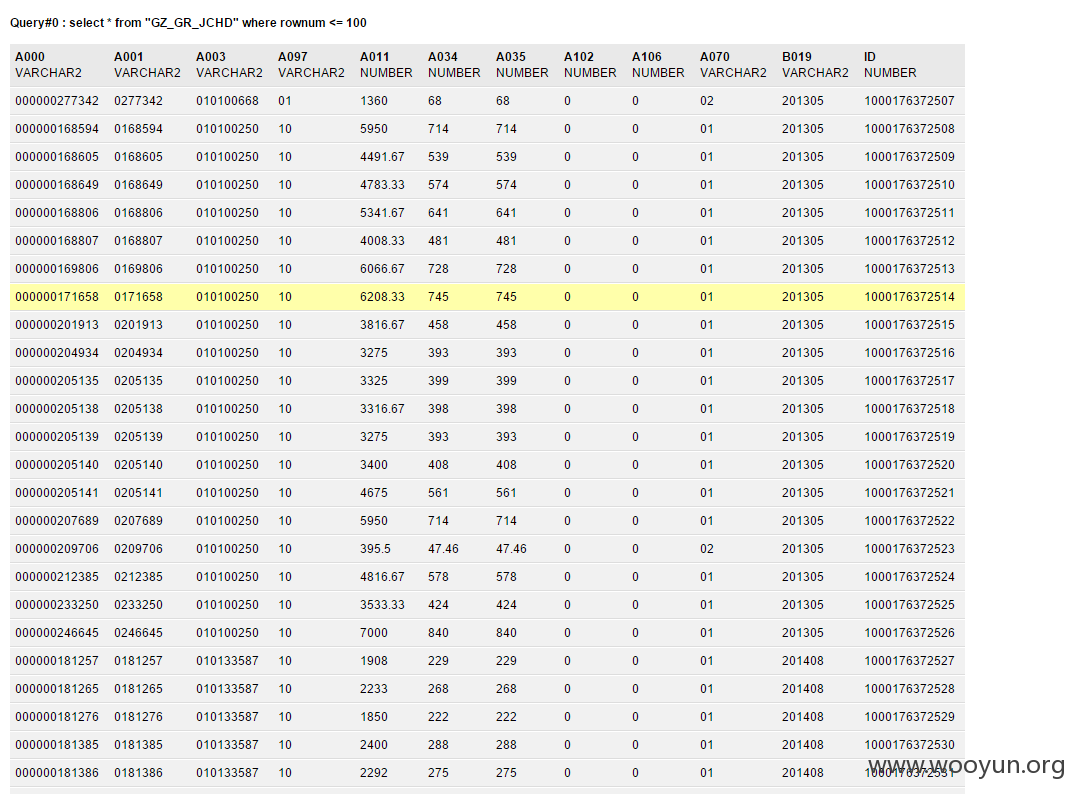 Query#0 : select * from "GZ_GR_JCHD" where rownum <= 100
A000 A001 A003 A097 A011 A034 A035 A102 A106 A070 B019 ID
VARCHAR2 VARCHAR2 VARCHAR2 VARCHAR2 NUMBER NUMBER NUMBER NUMBER NUMBER VARCHAR2 VARCHAR2 NUMBER
000000277342 0277342 010100668 01 1360 68 68 0 0 02 201305 1000176372507
000000168594 0168594 010100250 10 5950 714 714 0 0 01 201305 1000176372508
000000168605 0168605 010100250 10 4491.67 539 539 0 0 01 201305 1000176372509
000000168649 0168649 010100250 10 4783.33 574 574 0 0 01 201305 1000176372510
000000168806 0168806 010100250 10 5341.67 641 641 0 0 01 201305 1000176372511
000000168807 0168807 010100250 10 4008.33 481 481 0 0 01 201305 1000176372512
000000169806 0169806 010100250 10 6066.67 728 728 0 0 01 201305 1000176372513
000000171658 0171658 010100250 10 6208.33 745 745 0 0 01 201305 1000176372514
000000201913 0201913 010100250 10 3816.67 458 458 0 0 01 201305 1000176372515
000000204934 0204934 010100250 10 3275 393 393 0 0 01 201305 1000176372516
000000205135 0205135 010100250 10 3325 399 399 0 0 01 201305 1000176372517
000000205138 0205138 010100250 10 3316.67 398 398 0 0 01 201305 1000176372518
000000205139 0205139 010100250 10 3275 393 393 0 0 01 201305 1000176372519
000000205140 0205140 010100250 10 3400 408 408 0 0 01 201305 1000176372520
000000205141 0205141 010100250 10 4675 561 561 0 0 01 201305 1000176372521
000000207689 0207689 010100250 10 5950 714 714 0 0 01 201305 1000176372522
000000209706 0209706 010100250 10 395.5 47.46 47.46 0 0 02 201305 1000176372523
000000212385 0212385 010100250 10 4816.67 578 578 0 0 01 201305 1000176372524
000000233250 0233250 010100250 10 3533.33 424 424 0 0 01 201305 1000176372525
000000246645 0246645 010100250 10 7000 840 840 0 0 01 201305 1000176372526
000000181257 0181257 010133587 10 1908 229 229 0 0 01 201408 1000176372527
000000181265 0181265 010133587 10 2233 268 268 0 0 01 201408 1000176372528
000000181276 0181276 010133587 10 1850 222 222 0 0 01 201408 1000176372529
000000181385 0181385 010133587 10 2400 288 288 0 0 01 201408 1000176372530
000000181386 0181386 010133587 10 2292 275 275 0 0 01 201408 1000176372531
www.wooyun.org